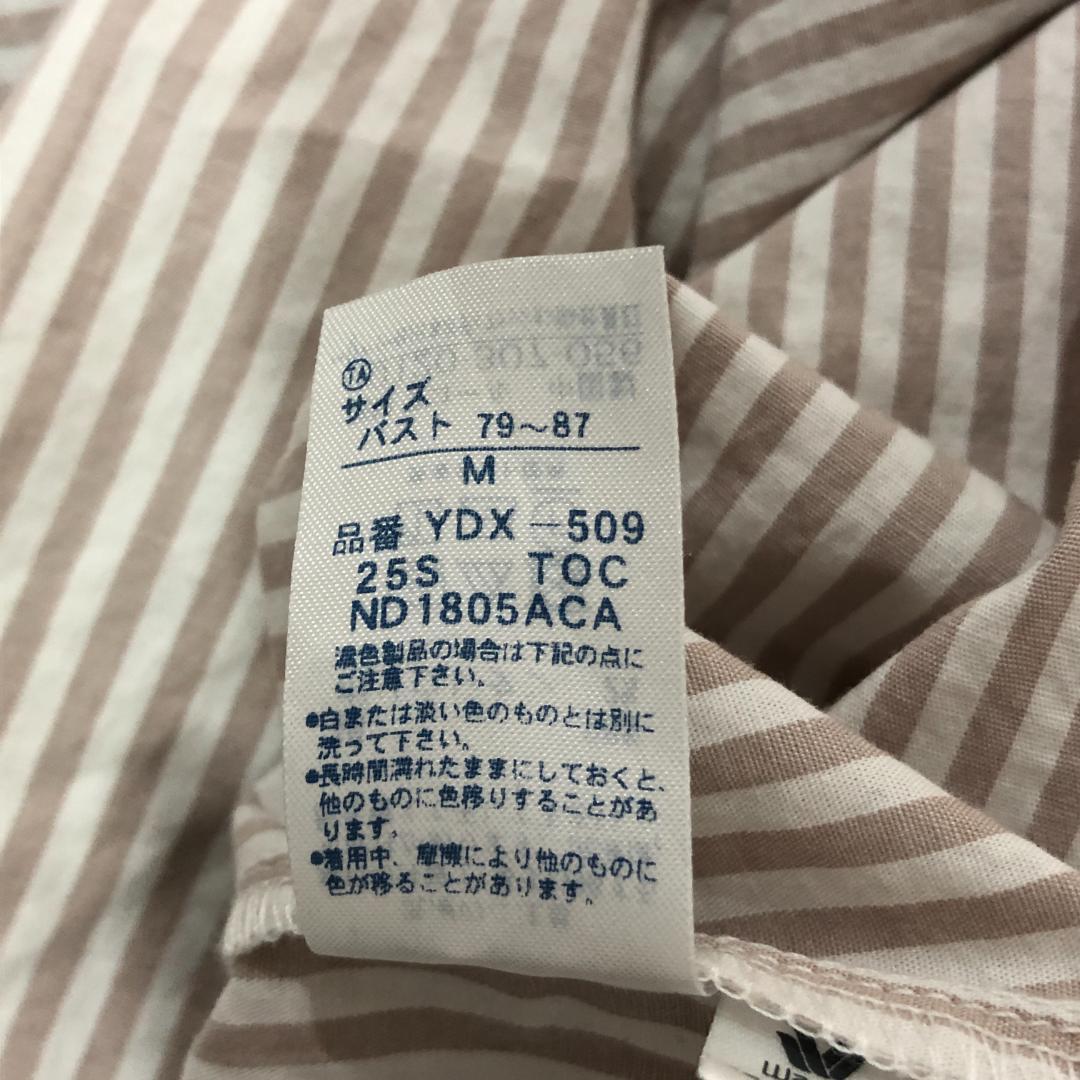 TA
サイズ
バスト 79～87
M
品番 YDX-509
25S TOC
ND1805ACA
濃色製品の場合は下記の点に
ご注意下さい。
●白または淡い色のものとは別に
洗って下さい。
●長時間濡れたままにしておくと、
他のものに色移りすることがあ
ります。
●着用中、摩擦により他のものに
色が移ることがあります。